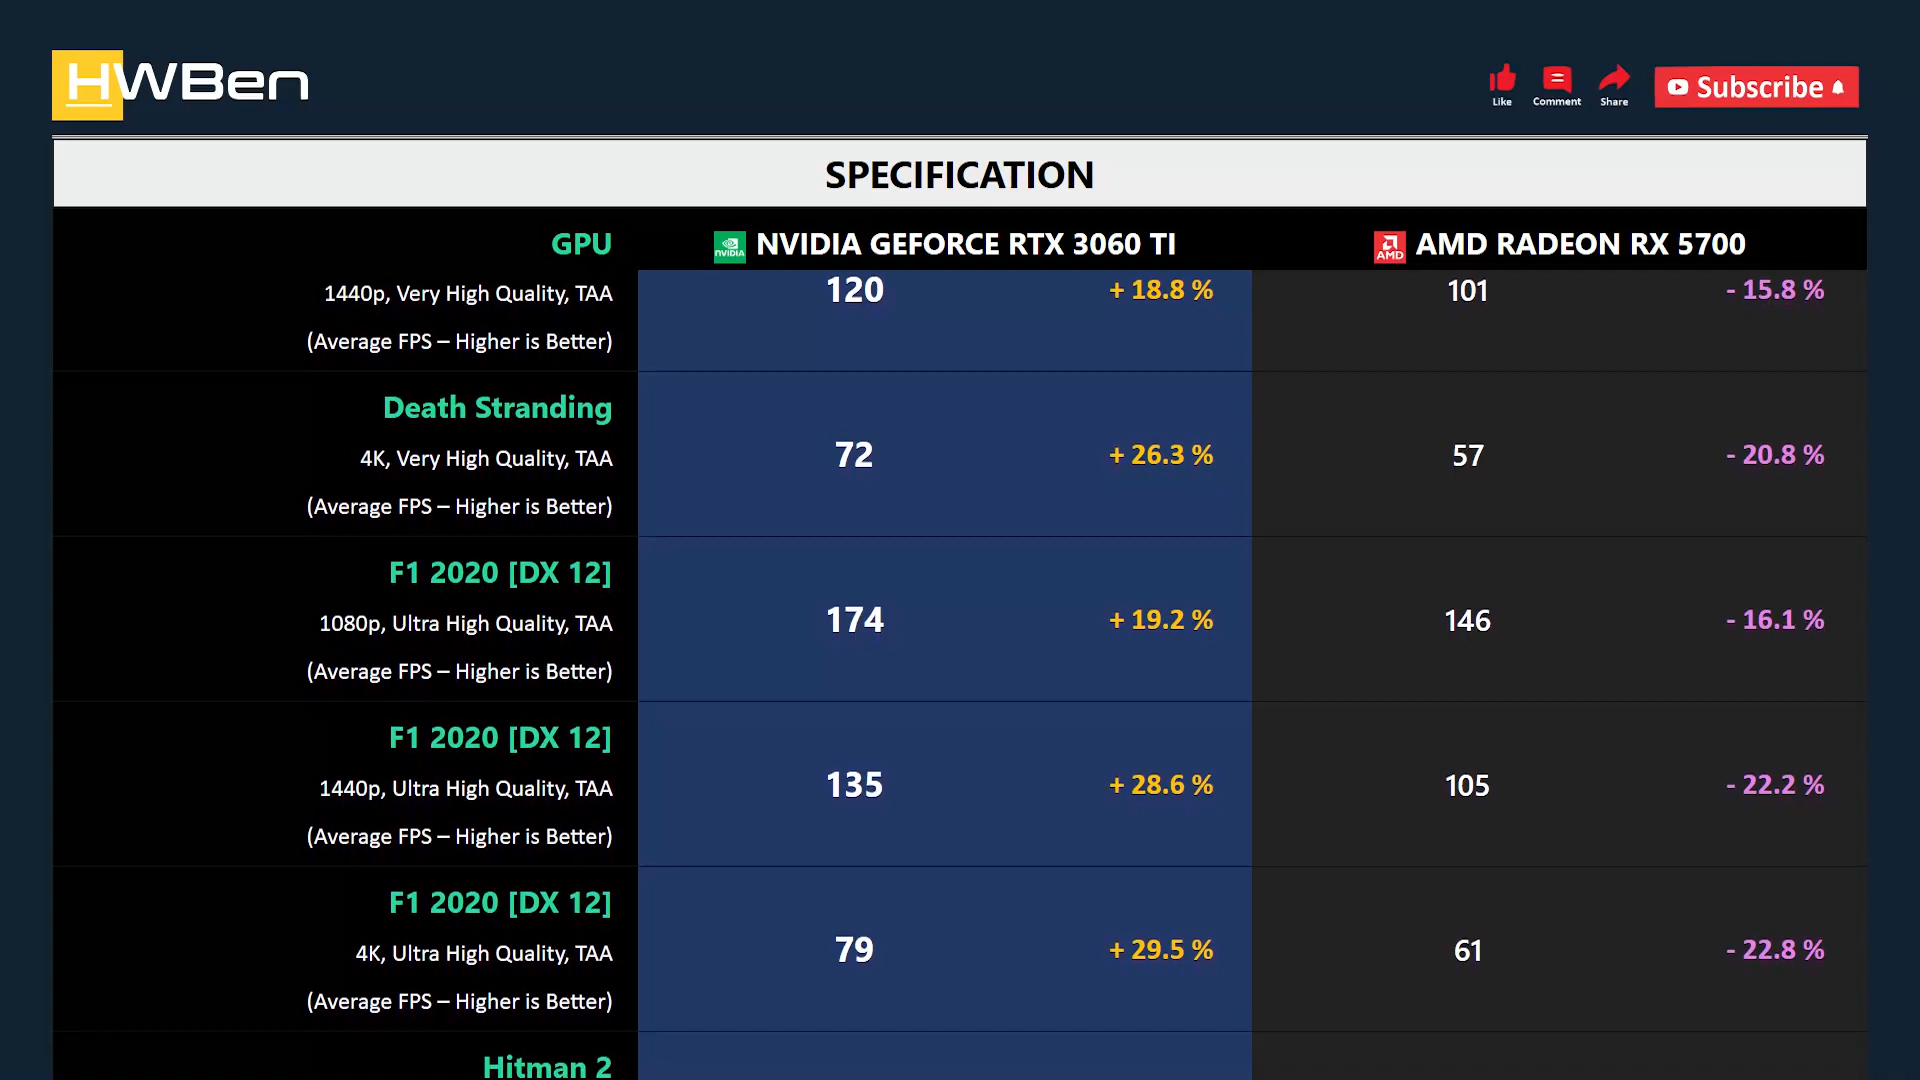 HWBen
Like Comment Share Subscribe
SPECIFICATION
GPU NVIDIA NVIDIA GEFORCE RTX 3060 TI AMD AMD RADEON RX 5700
1440p, Very High Quality, TAA 120 + 18.8 % 101 - 15.8 %
(Average FPS – Higher is Better)
Death Stranding
4K, Very High Quality, TAA 72 + 26.3 % 57 - 20.8 %
(Average FPS – Higher is Better)
F1 2020 [DX 12]
1080p, Ultra High Quality, TAA 174 + 19.2 % 146 - 16.1 %
(Average FPS – Higher is Better)
F1 2020 [DX 12]
1440p, Ultra High Quality, TAA 135 + 28.6 % 105 - 22.2 %
(Average FPS – Higher is Better)
F1 2020 [DX 12]
4K, Ultra High Quality, TAA 79 + 29.5 % 61 - 22.8 %
(Average FPS – Higher is Better)
Hitman 2